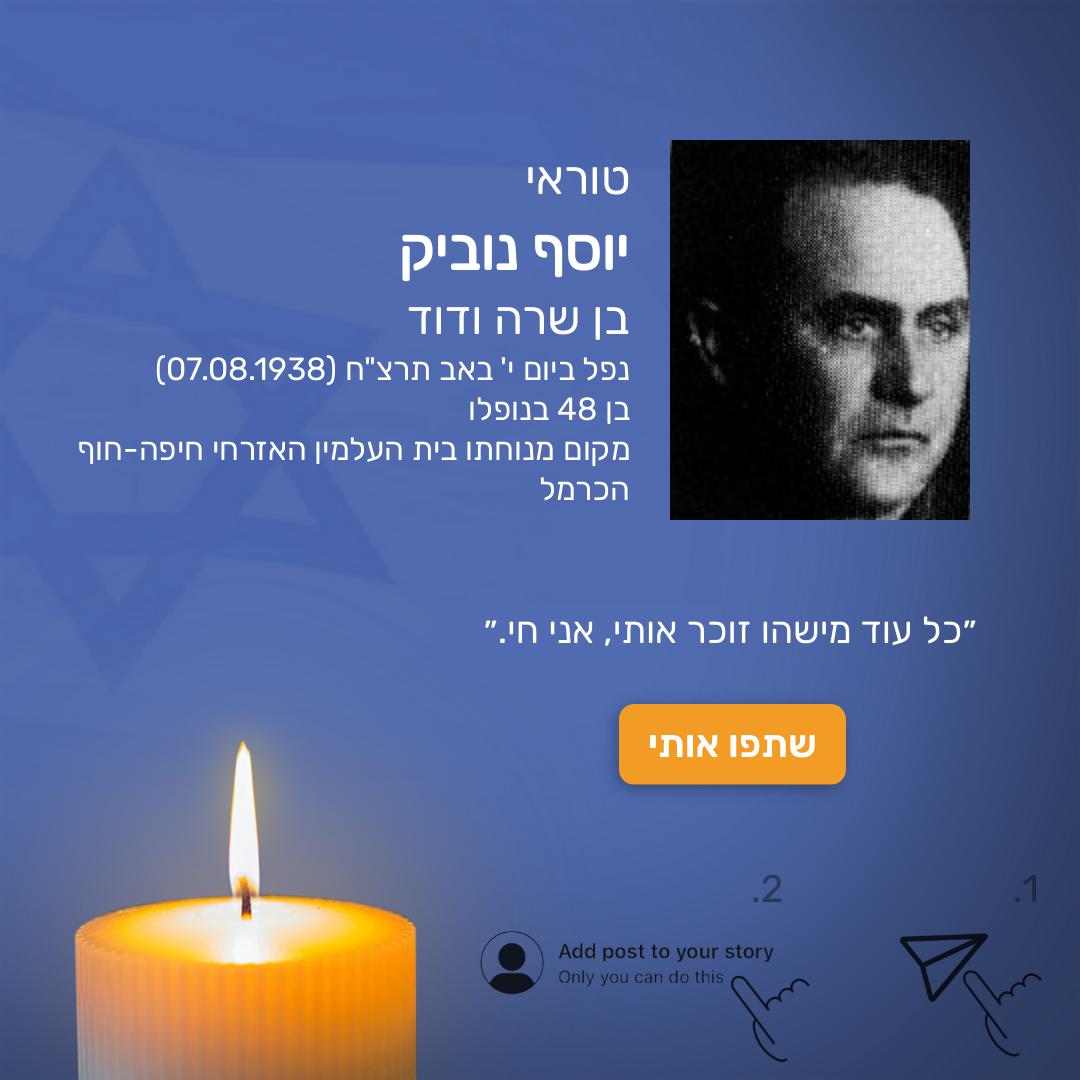 טוראי
יוסף נוביק
בן שרה ודוד
נפל ביום י' באב תרצ"ח (07.08.1938)
בן 48 בנופלו
מקום מנוחתו בית העלמין האזרחי חיפה-חוף
הכרמל
״כל עוד מישהו זוכר אותי, אני חי.״
שתפו אותי
.1
.2
Add post to your story
Only you can do this